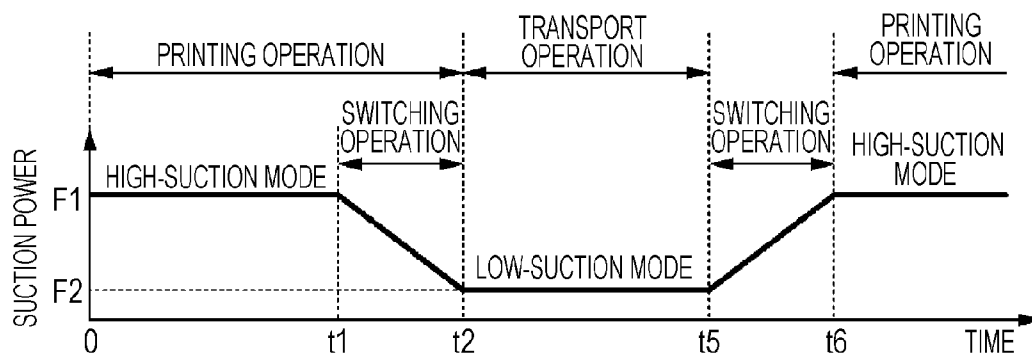 PRINTING OPERATION
TRANSPORT
OPERATION
PRINTING
OPERATION
SWITCHING
OPERATION
SWITCHING
OPERATION
SUCTION POWER
F1
HIGH-SUCTION MODE
HIGH-SUCTION
MODE
F2
LOW-SUCTION MODE
0
t1
t2
t5
t6
TIME